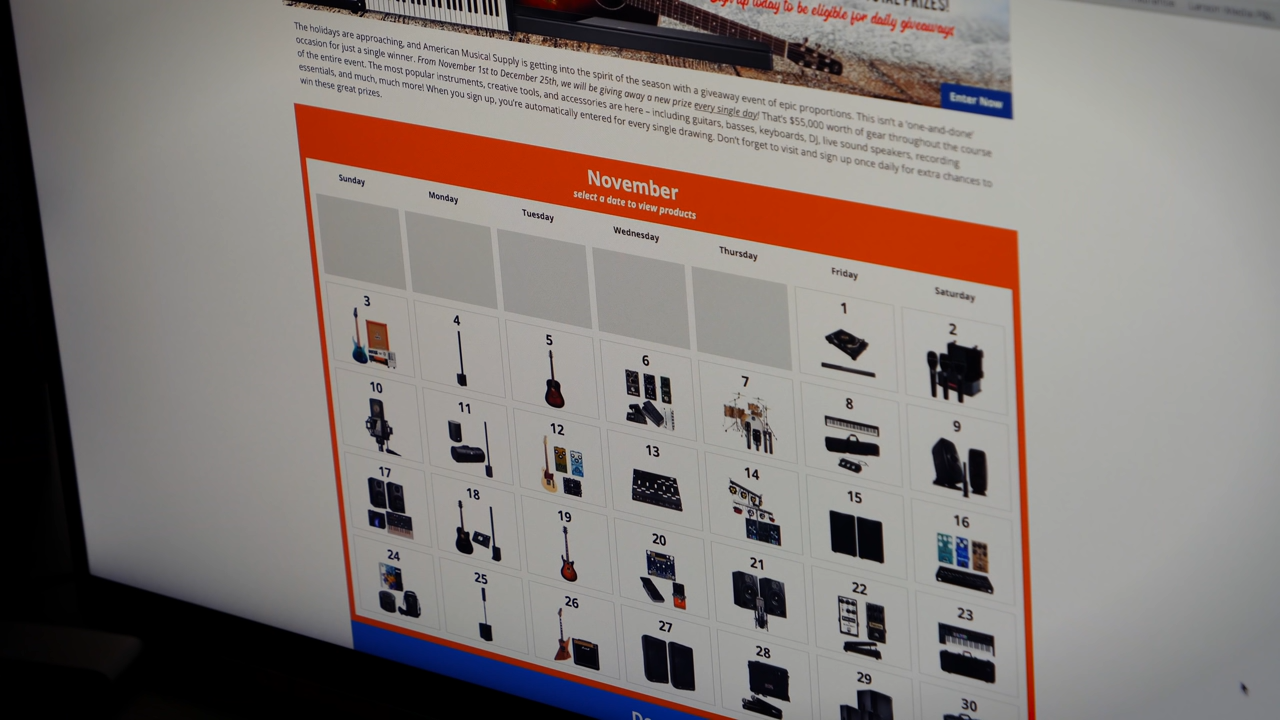 PRIZES!
Sign up today to be eligible for daily giveaways
Enter Now
The holidays are approaching, and American Musical Supply is getting into the spirit of the season with a giveaway event of epic proportions. This isn't a 'one-and-done'
occasion for just a single winner. From November 1st to December 25th, we will be giving away a new prize every single day! That's $55,000 worth of gear throughout the course
of the entire event. The most popular instruments, creative tools, and accessories are here – including guitars, basses, keyboards, DJ, live sound speakers, recording
essentials, and much, much more! When you sign up, you're automatically entered for every single drawing. Don't forget to visit and sign up once daily for extra chances to
win these great prizes.
November
select a date to view products
Sunday Monday Tuesday Wednesday Thursday Friday Saturday
1 2
3 4 5 6 7 8 9
10 11 12 13 14 15 16
17 18 19 20 21 22 23
24 25 26 27 28 29 30